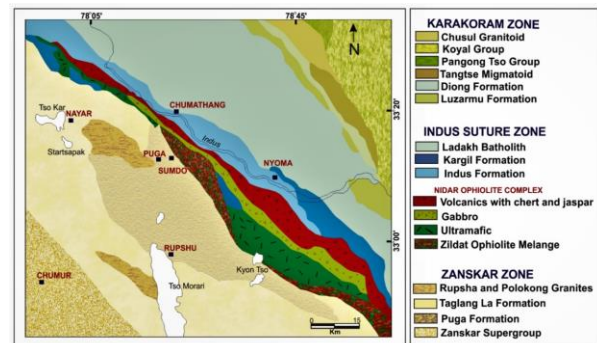 78°05'
78°45'
N
Tso Kar
NAYAR
Startsapak
CHUMATHANG
Indus
33°20'
PUGA
SUMDO
NYOMA
33°00'
RUPSHU
Kyon Tso
CHUMUR
Tso Morari
0 15
Km
KARAKORAM ZONE
Chusul Granitoid
Koyal Group
Pangong Tso Group
Tangtse Migmatoid
Diong Formation
Luzarmu Formation
INDUS SUTURE ZONE
Ladakh Batholith
Kargil Formation
Indus Formation
NIDAR OPHIOLITE COMPLEX
Volcanics with chert and jaspar
Gabbro
Ultramafic
Zildat Ophiolite Melange
ZANSKAR ZONE
Rupsha and Polokong Granites
Taglang La Formation
Puga Formation
Zanskar Supergroup